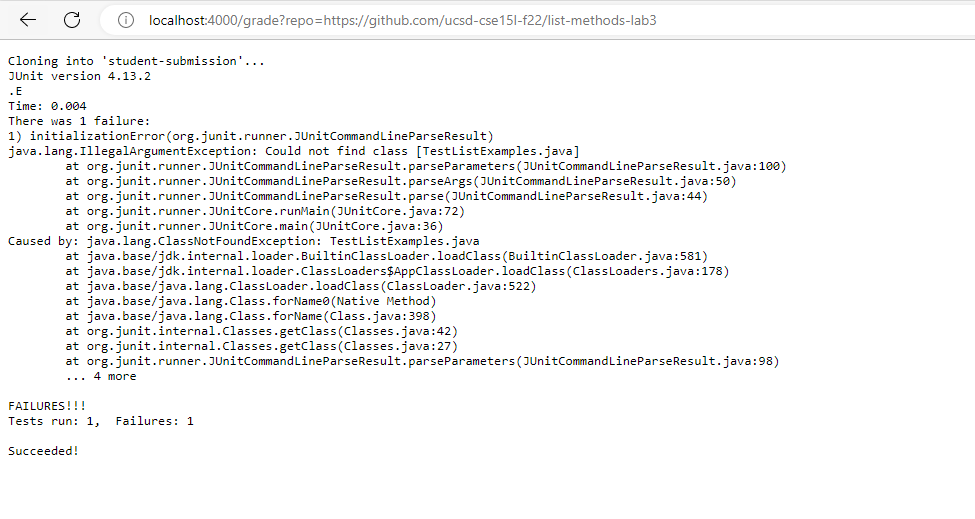 localhost:4000/grade?repo=https://github.com/ucsd-cse15l-f22/list-methods-lab3
Cloning into 'student-submission'...
JUnit version 4.13.2
.E
Time: 0.004
There was 1 failure:
1) initializationError(org.junit.runner.JUnitCommandLineParseResult)
java.lang.IllegalArgumentException: Could not find class [TestListExamples.java]
        at org.junit.runner.JUnitCommandLineParseResult.parseParameters(JUnitCommandLineParseResult.java:100)
        at org.junit.runner.JUnitCommandLineParseResult.parseArgs(JUnitCommandLineParseResult.java:50)
        at org.junit.runner.JUnitCommandLineParseResult.parse(JUnitCommandLineParseResult.java:44)
        at org.junit.runner.JUnitCore.runMain(JUnitCore.java:72)
        at org.junit.runner.JUnitCore.main(JUnitCore.java:36)
Caused by: java.lang.ClassNotFoundException: TestListExamples.java
        at java.base/jdk.internal.loader.BuiltinClassLoader.loadClass(BuiltinClassLoader.java:581)
        at java.base/jdk.internal.loader.ClassLoaders$AppClassLoader.loadClass(ClassLoaders.java:178)
        at java.base/java.lang.ClassLoader.loadClass(ClassLoader.java:522)
        at java.base/java.lang.Class.forName0(Native Method)
        at java.base/java.lang.Class.forName(Class.java:398)
        at org.junit.internal.Classes.getClass(Classes.java:42)
        at org.junit.internal.Classes.getClass(Classes.java:27)
        at org.junit.runner.JUnitCommandLineParseResult.parseParameters(JUnitCommandLineParseResult.java:98)
        ... 4 more
FAILURES!!!
Tests run: 1,  Failures: 1
Succeeded!